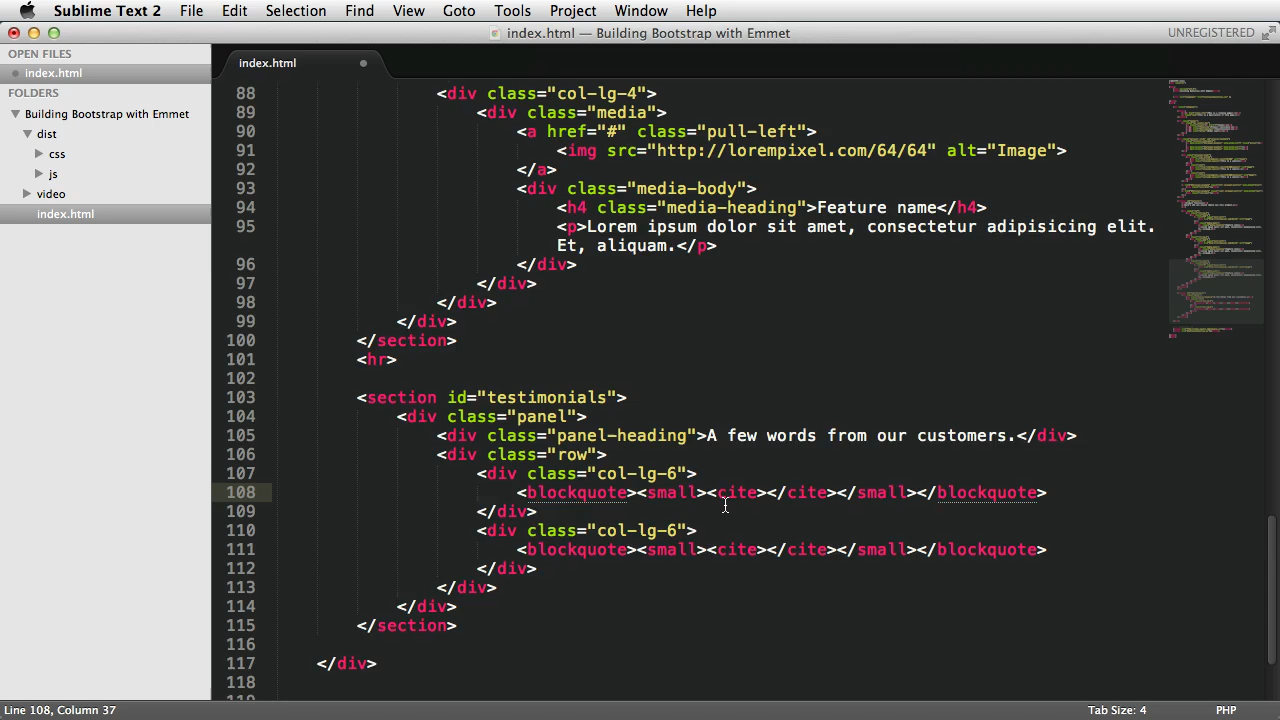 Sublime Text 2 File Edit Selection Find View Goto Tools Project Window Help
index.html — Building Bootstrap with Emmet UNREGISTERED
OPEN FILES
index.html
FOLDERS
Building Bootstrap with Emmet
dist
css
js
video
index.html
index.html
88 <div class="col-lg-4">
89 <div class="media">
90 <a href="#" class="pull-left">
91 <img src="http://lorempixel.com/64/64" alt="Image">
92 </a>
93 <div class="media-body">
94 <h4 class="media-heading">Feature name</h4>
95 <p>Lorem ipsum dolor sit amet, consectetur adipisicing elit.
Et, aliquam.</p>
96 </div>
97 </div>
98 </div>
99 </div>
100 </section>
101 <hr>
102
103 <section id="testimonials">
104 <div class="panel">
105 <div class="panel-heading">A few words from our customers.</div>
106 <div class="row">
107 <div class="col-lg-6">
108 <blockquote><small><cite></cite></small></blockquote>
109 </div>
110 <div class="col-lg-6">
111 <blockquote><small><cite></cite></small></blockquote>
112 </div>
113 </div>
114 </div>
115 </section>
116
117 </div>
118
Line 108, Column 37 Tab Size: 4 PHP